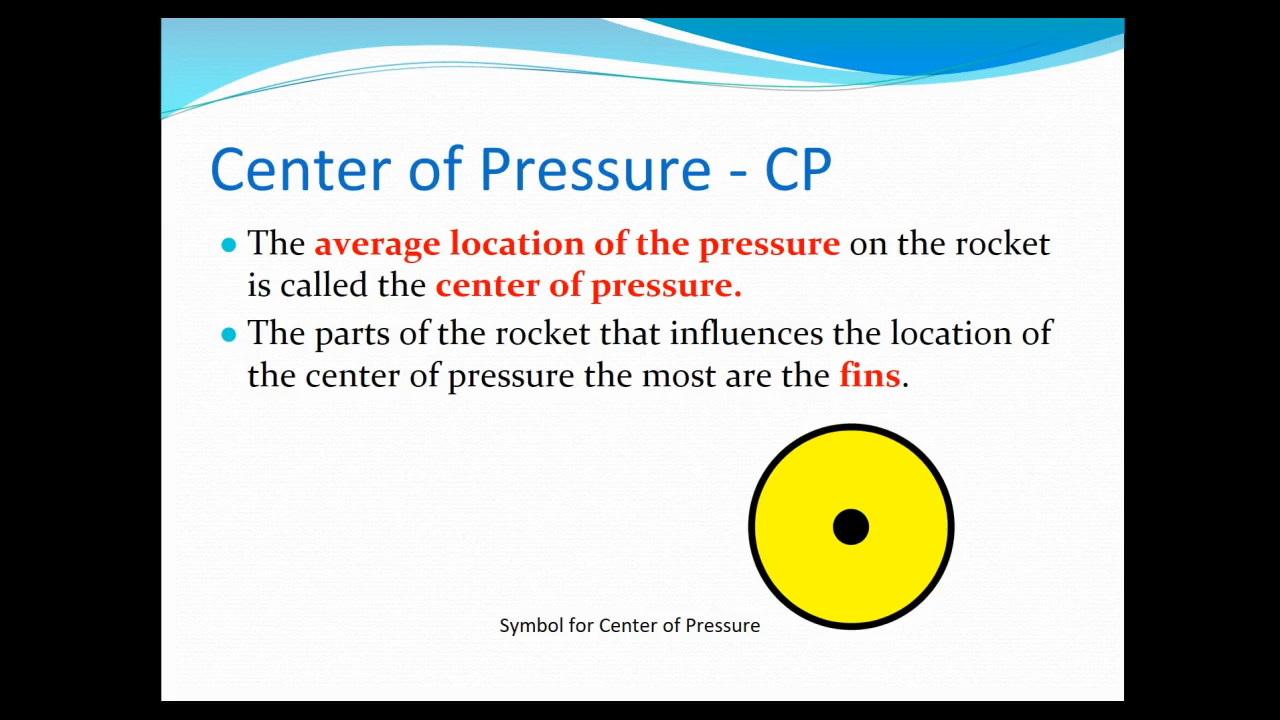 Center of Pressure - CP
The average location of the pressure on the rocket
is called the center of pressure.
The parts of the rocket that influences the location of
the center of pressure the most are the fins.
Symbol for Center of Pressure